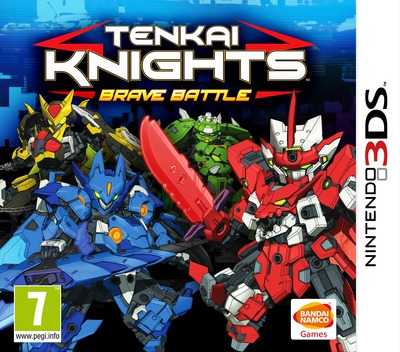 TENKAI
KNIGHTS
BRAVE BATTLE
NINTENDO 3DS
7
www.pegi.info
BANDAI
NAMCO
Games